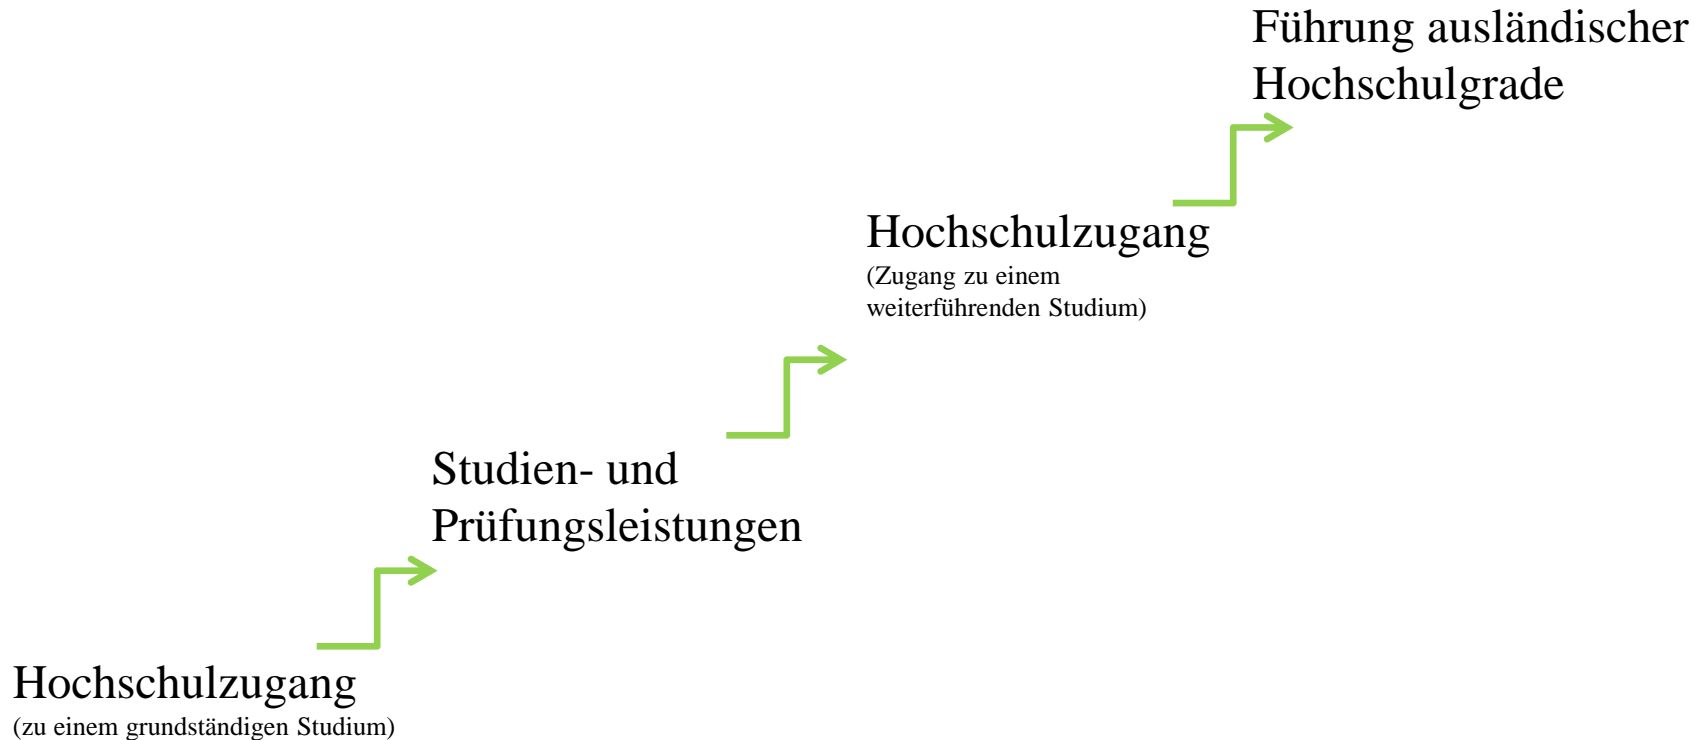 Führung ausländischer
Hochschulgrade
Hochschulzugang
(Zugang zu einem
weiterführenden Studium)
Studien- und
Prüfungsleistungen
Hochschulzugang
(zu einem grundständigen Studium)